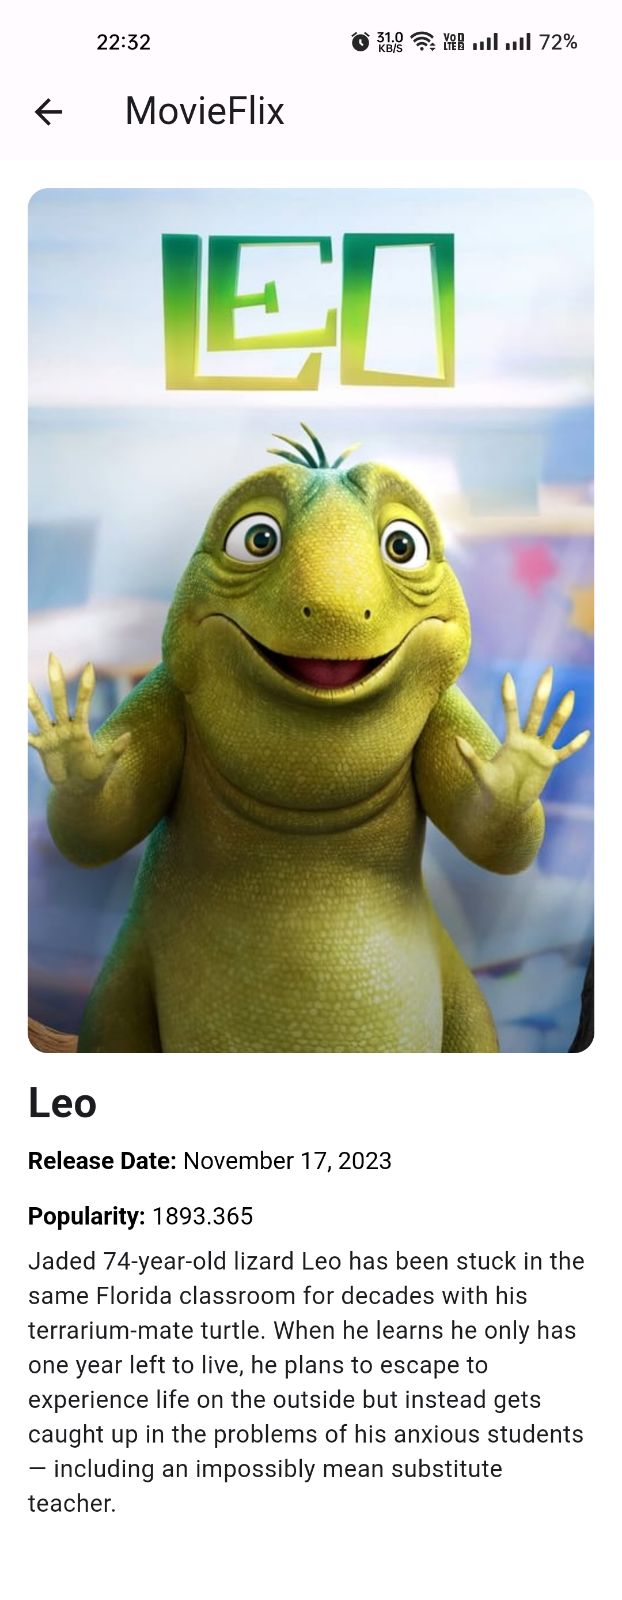 22:32
31.0 KB/S
Vo) LTE2 72%
MovieFlix
LEO
Leo
Release Date: November 17, 2023
Popularity: 1893.365
Jaded 74-year-old lizard Leo has been stuck in the
same Florida classroom for decades with his
terrarium-mate turtle. When he learns he only has
one year left to live, he plans to escape to
experience life on the outside but instead gets
caught up in the problems of his anxious students
— including an impossibly mean substitute
teacher.